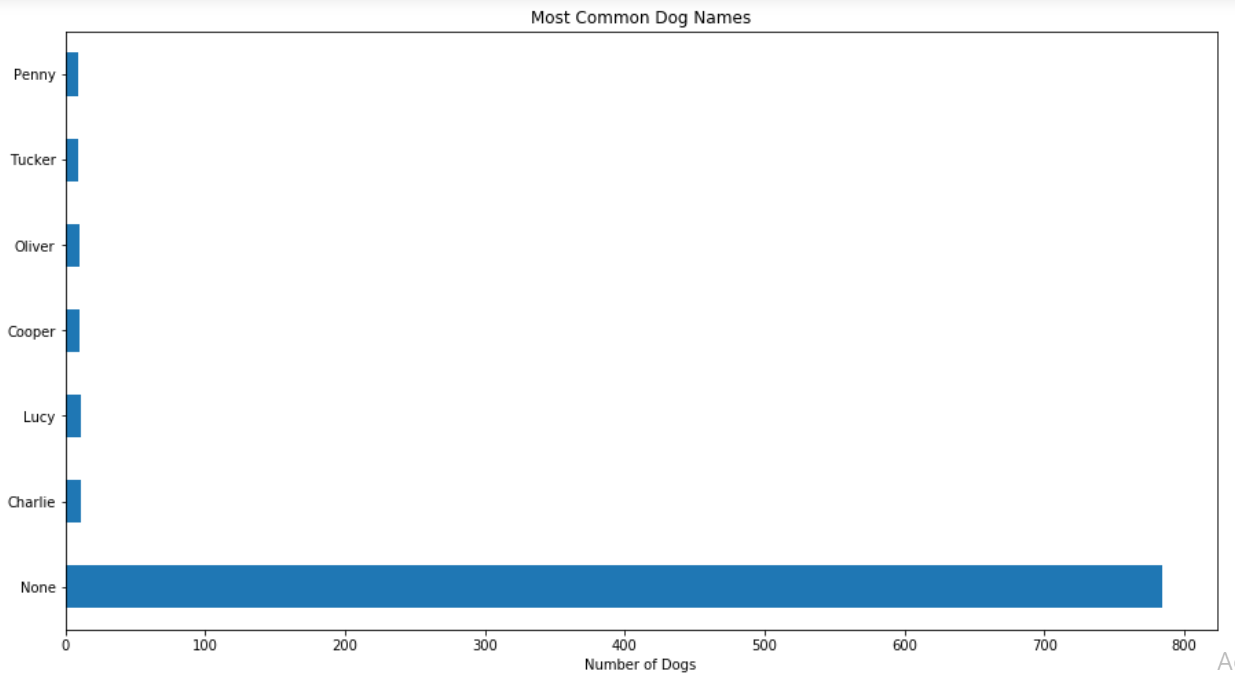 Most Common Dog Names
Penny
Tucker
Oliver
Cooper
Lucy
Charlie
None
0 100 200 300 400 500 600 700 800
Number of Dogs